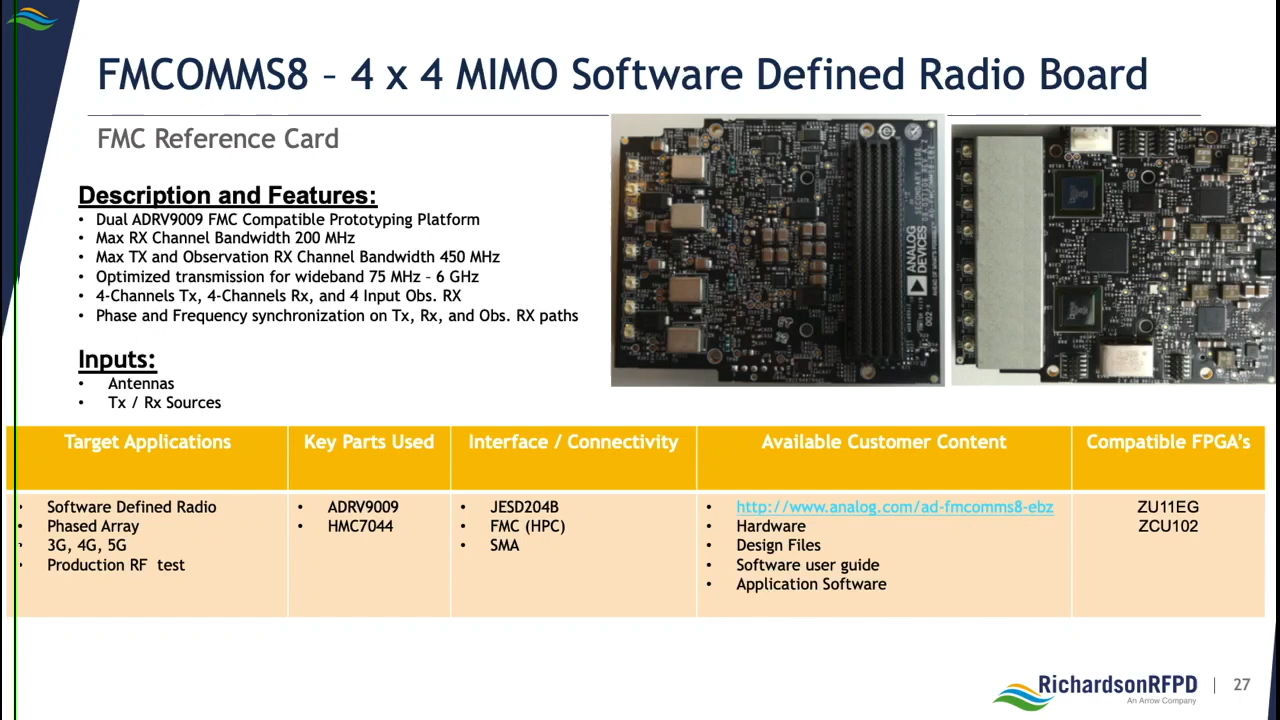 FMCOMMS8 – 4 x 4 MIMO Software Defined Radio Board
FMC Reference Card
Description and Features:
• Dual ADRV9009 FMC Compatible Prototyping Platform
• Max RX Channel Bandwidth 200 MHz
• Max TX and Observation RX Channel Bandwidth 450 MHz
• Optimized transmission for wideband 75 MHz – 6 GHz
• 4-Channels Tx, 4-Channels Rx, and 4 Input Obs. RX
• Phase and Frequency synchronization on Tx, Rx, and Obs. RX paths
Inputs:
• Antennas
• Tx / Rx Sources
ANALOG
DEVICES
Target Applications
• Software Defined Radio
• Phased Array
• 3G, 4G, 5G
• Production RF test
Key Parts Used
• ADRV9009
• HMC7044
Interface / Connectivity
• JESD204B
• FMC (HPC)
• SMA
Available Customer Content
• http://www.analog.com/ad-fmcomms8-ebz
• Hardware
• Design Files
• Software user guide
• Application Software
Compatible FPGA's
ZU11EG
ZCU102
RichardsonRFPD
An Arrow Company
| 27